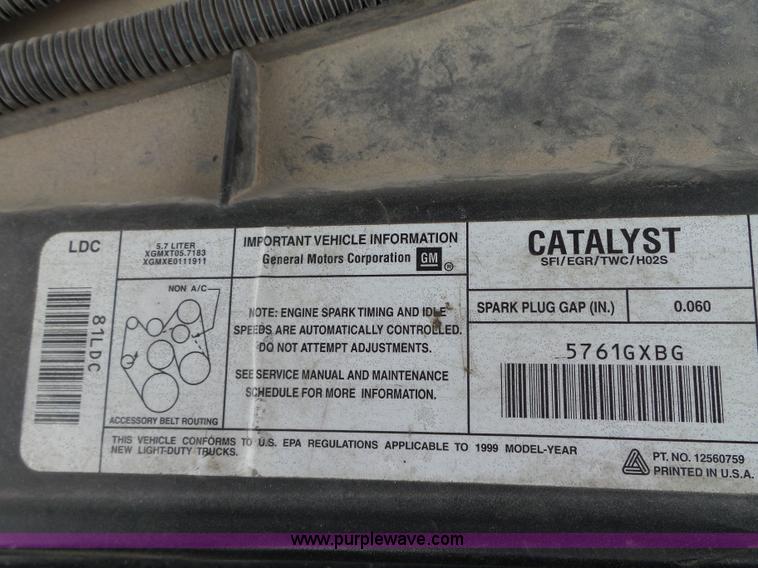 LDC
81LDC
5.7 LITER
XGMXT05.7183
XGMXE0111911
NON A/C
ACCESSORY BELT ROUTING
IMPORTANT VEHICLE INFORMATION
General Motors Corporation GM ®
NOTE: ENGINE SPARK TIMING AND IDLE
SPEEDS ARE AUTOMATICALLY CONTROLLED.
DO NOT ATTEMPT ADJUSTMENTS.
SEE SERVICE MANUAL AND MAINTENANCE
SCHEDULE FOR MORE INFORMATION.
CATALYST
SFI/EGR/TWC/HO2S
SPARK PLUG GAP (IN.) 0.060
5761GXBG
THIS VEHICLE CONFORMS TO U.S. EPA REGULATIONS APPLICABLE TO 1999 MODEL-YEAR
NEW LIGHT-DUTY TRUCKS.
PT. NO. 12560759
PRINTED IN U.S.A.
www.purplewave.com